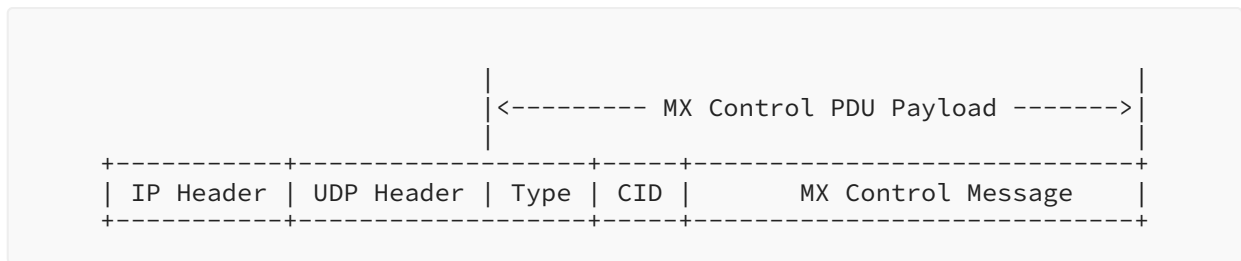 |                                         |
|<--------- MX Control PDU Payload ------->|
|                                         |
+-----------+------------------+-----+----------------------------+
| IP Header | UDP Header | Type | CID |       MX Control Message    |
+-----------+------------------+-----+----------------------------+